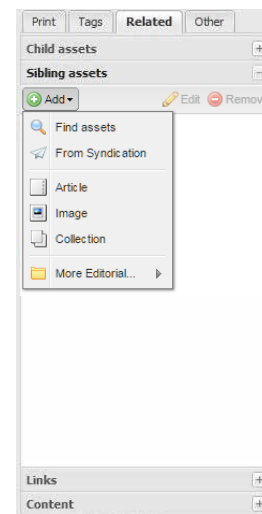 Print Tags Related Other
Child assets
Sibling assets
Add Edit Remov
Find assets
From Syndication
Article
Image
Collection
More Editorial...
Links
Content